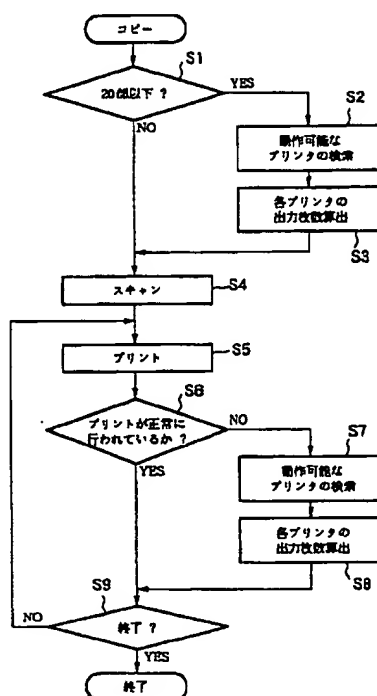 コピー
S1
20部以下 ?
YES
NO
S2
動作可能な
プリンタの検索
各プリンタの
出力枚数算出
S3
スキャン
S4
プリント
S5
S6
プリントが正常に
行われているか ?
NO
YES
S7
動作可能な
プリンタの検索
各プリンタの
出力枚数算出
S8
S9
終了 ?
NO
YES
終了